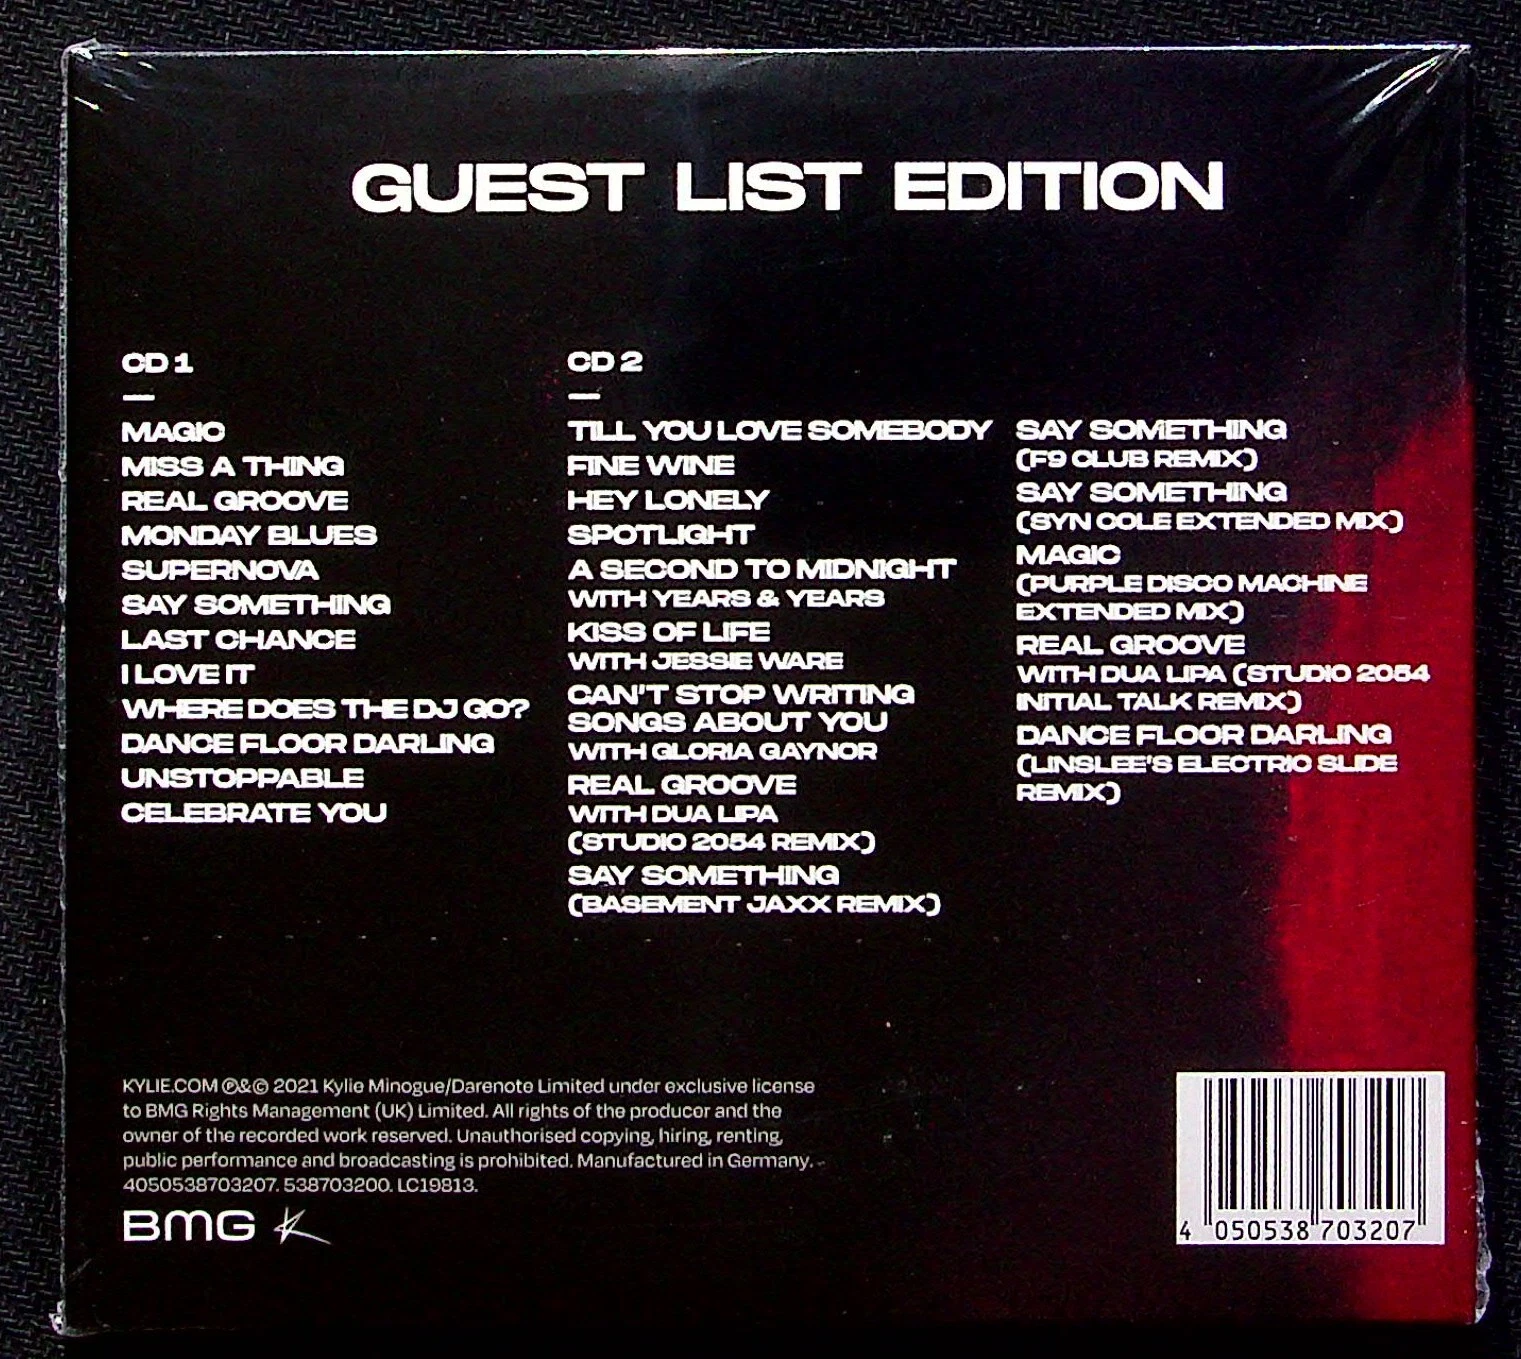 GUEST LIST EDITION
CD 1
MAGIC
MISS A THING
REAL GROOVE
MONDAY BLUES
SUPERNOVA
SAY SOMETHING
LAST CHANCE
I LOVE IT
WHERE DOES THE DJ GO?
DANCE FLOOR DARLING
UNSTOPPABLE
CELEBRATE YOU
CD 2
TILL YOU LOVE SOMEBODY
FINE WINE
HEY LONELY
SPOTLIGHT
A SECOND TO MIDNIGHT
WITH YEARS & YEARS
KISS OF LIFE
WITH JESSIE WARE
CAN'T STOP WRITING
SONGS ABOUT YOU
WITH GLORIA GAYNOR
REAL GROOVE
WITH DUA LIPA
(STUDIO 2054 REMIX)
SAY SOMETHING
(BASEMENT JAXX REMIX)
SAY SOMETHING
(F9 CLUB REMIX)
SAY SOMETHING
(SYN COLE EXTENDED MIX)
MAGIC
(PURPLE DISCO MACHINE
EXTENDED MIX)
REAL GROOVE
WITH DUA LIPA (STUDIO 2054
INITIAL TALK REMIX)
DANCE FLOOR DARLING
(LINSLEE'S ELECTRIC SLIDE
REMIX)
KYLIE.COM ℗&© 2021 Kylie Minogue/Darenote Limited under exclusive license
to BMG Rights Management (UK) Limited. All rights of the producer and the
owner of the recorded work reserved. Unauthorised copying, hiring, renting,
public performance and broadcasting is prohibited. Manufactured in Germany.
4050538703207. 538703200. LC19813.
BMG
4 050538 703207